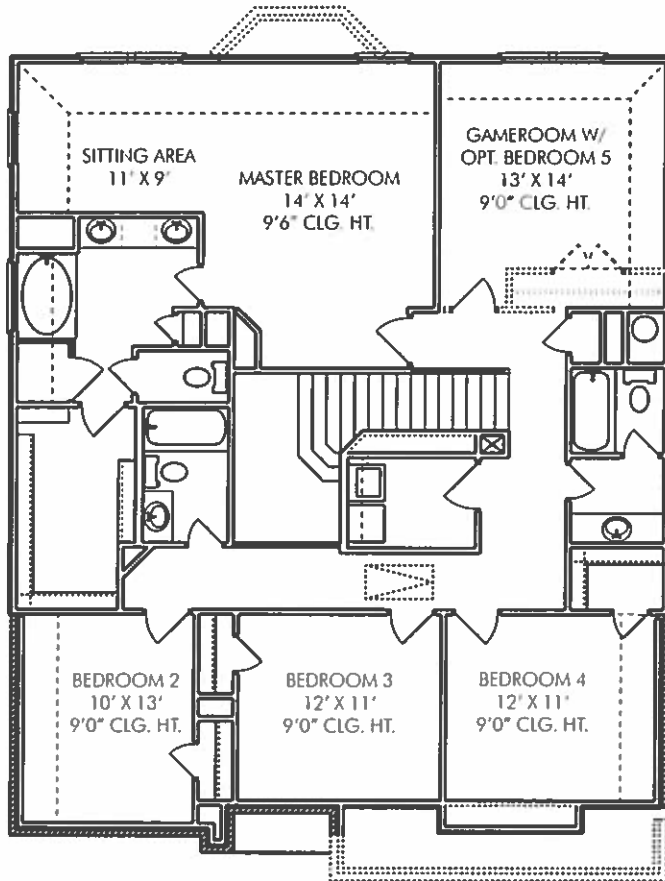 SITTING AREA
11' X 9'
MASTER BEDROOM
14' X 14'
9'6" CLG. HT.
GAMEROOM W/
OPT. BEDROOM 5
13' X 14'
9'0" CLG. HT.
BEDROOM 2
10' X 13'
9'0" CLG. HT.
BEDROOM 3
12' X 11'
9'0" CLG. HT.
BEDROOM 4
12' X 11'
9'0" CLG. HT.